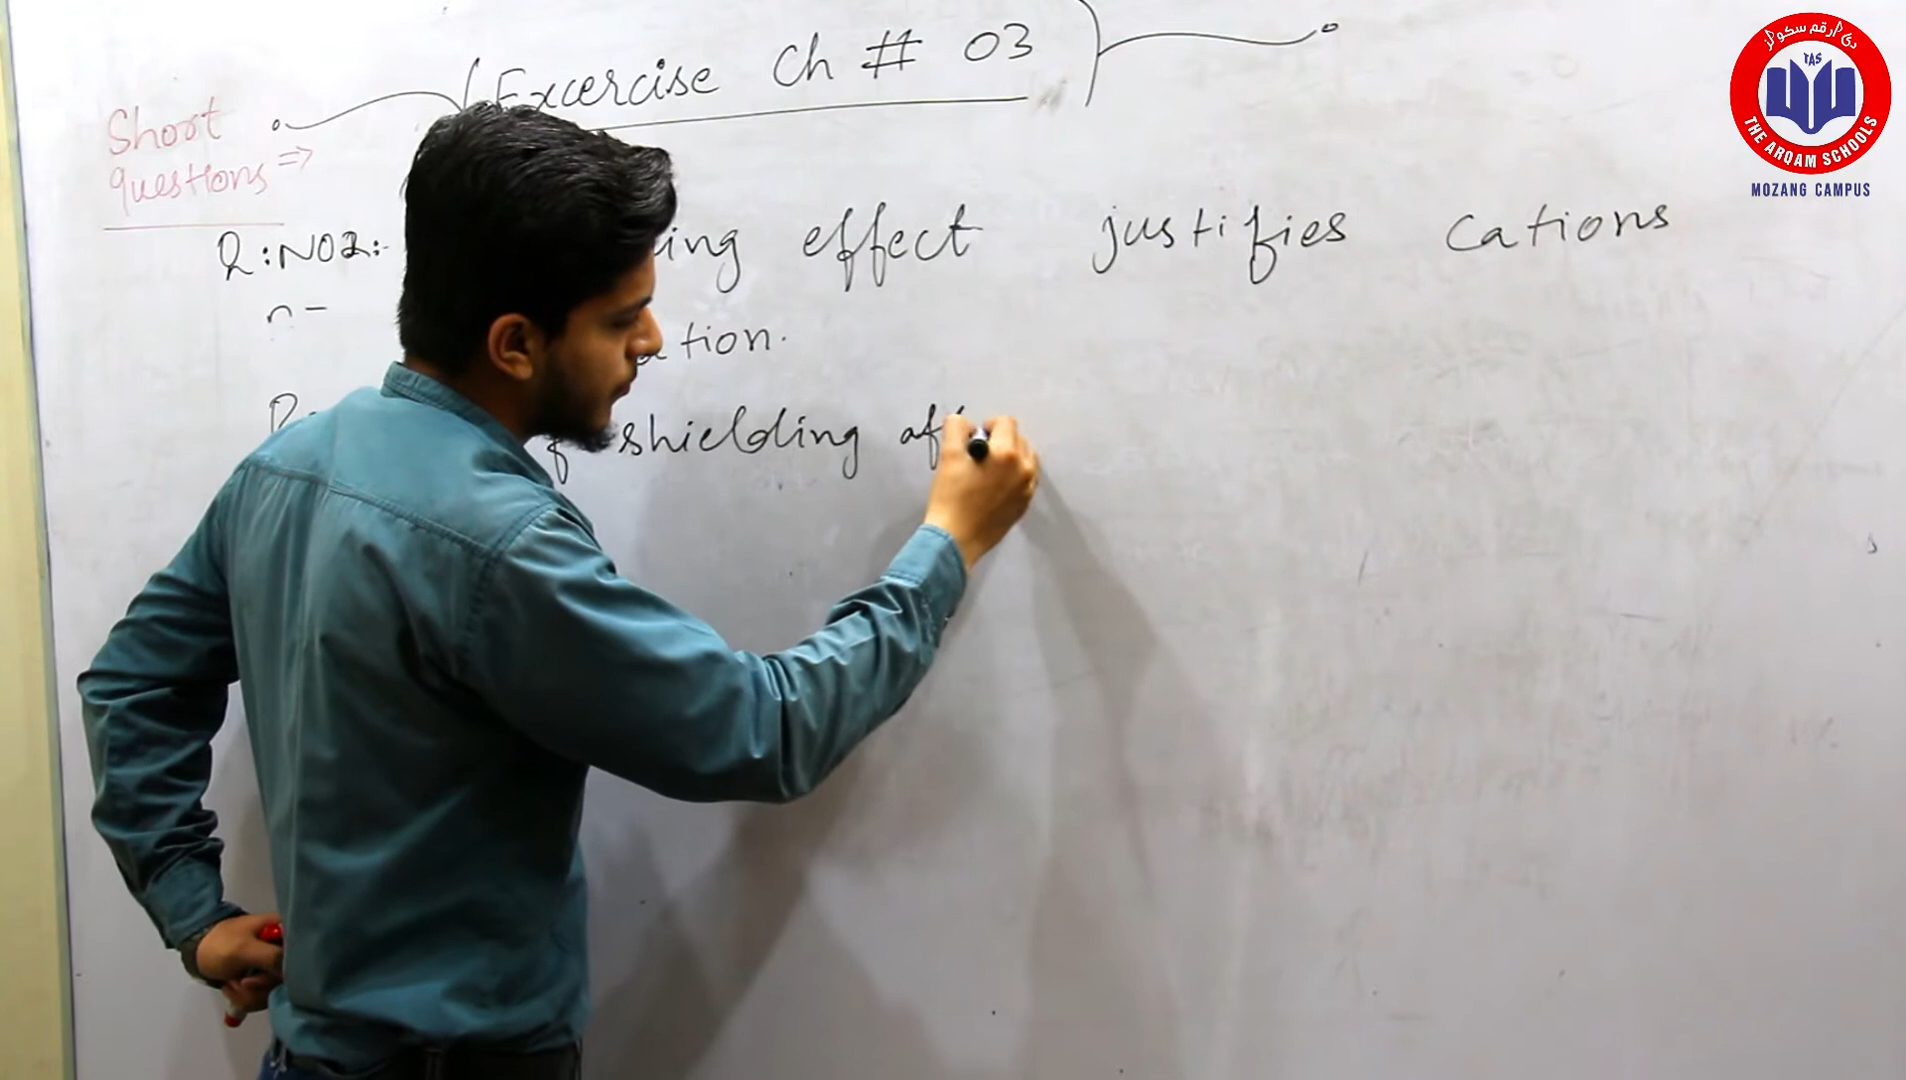 Excercise Ch # 03
Short
questions =>
Q:NO2:- ing effect justifies cations
n -
ation.
f shielding aff
دی ارقم سکولز
TAS
THE ARQAM SCHOOLS
MOZANG CAMPUS